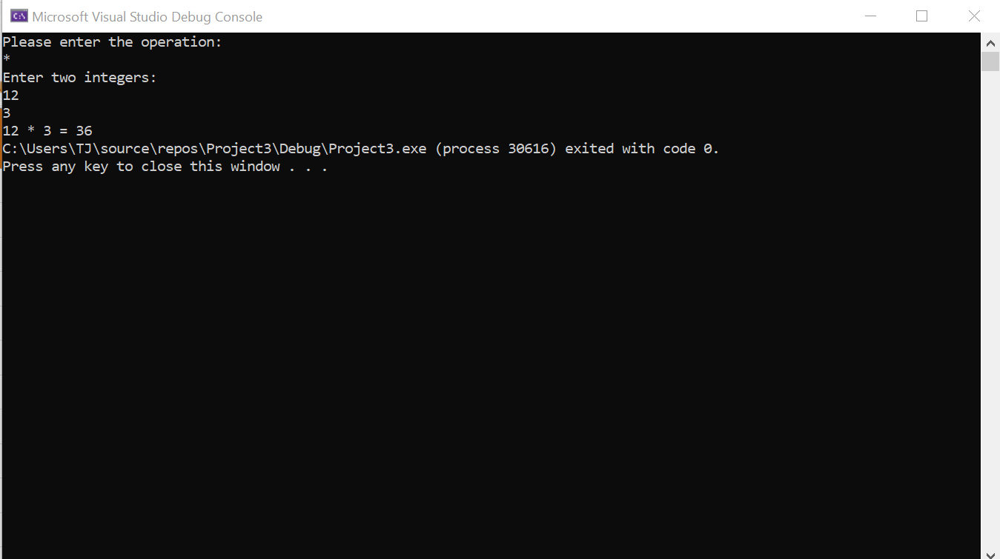 C:\ Microsoft Visual Studio Debug Console
Please enter the operation:
*
Enter two integers:
12
3
12 * 3 = 36
C:\Users\TJ\source\repos\Project3\Debug\Project3.exe (process 30616) exited with code 0.
Press any key to close this window . . .